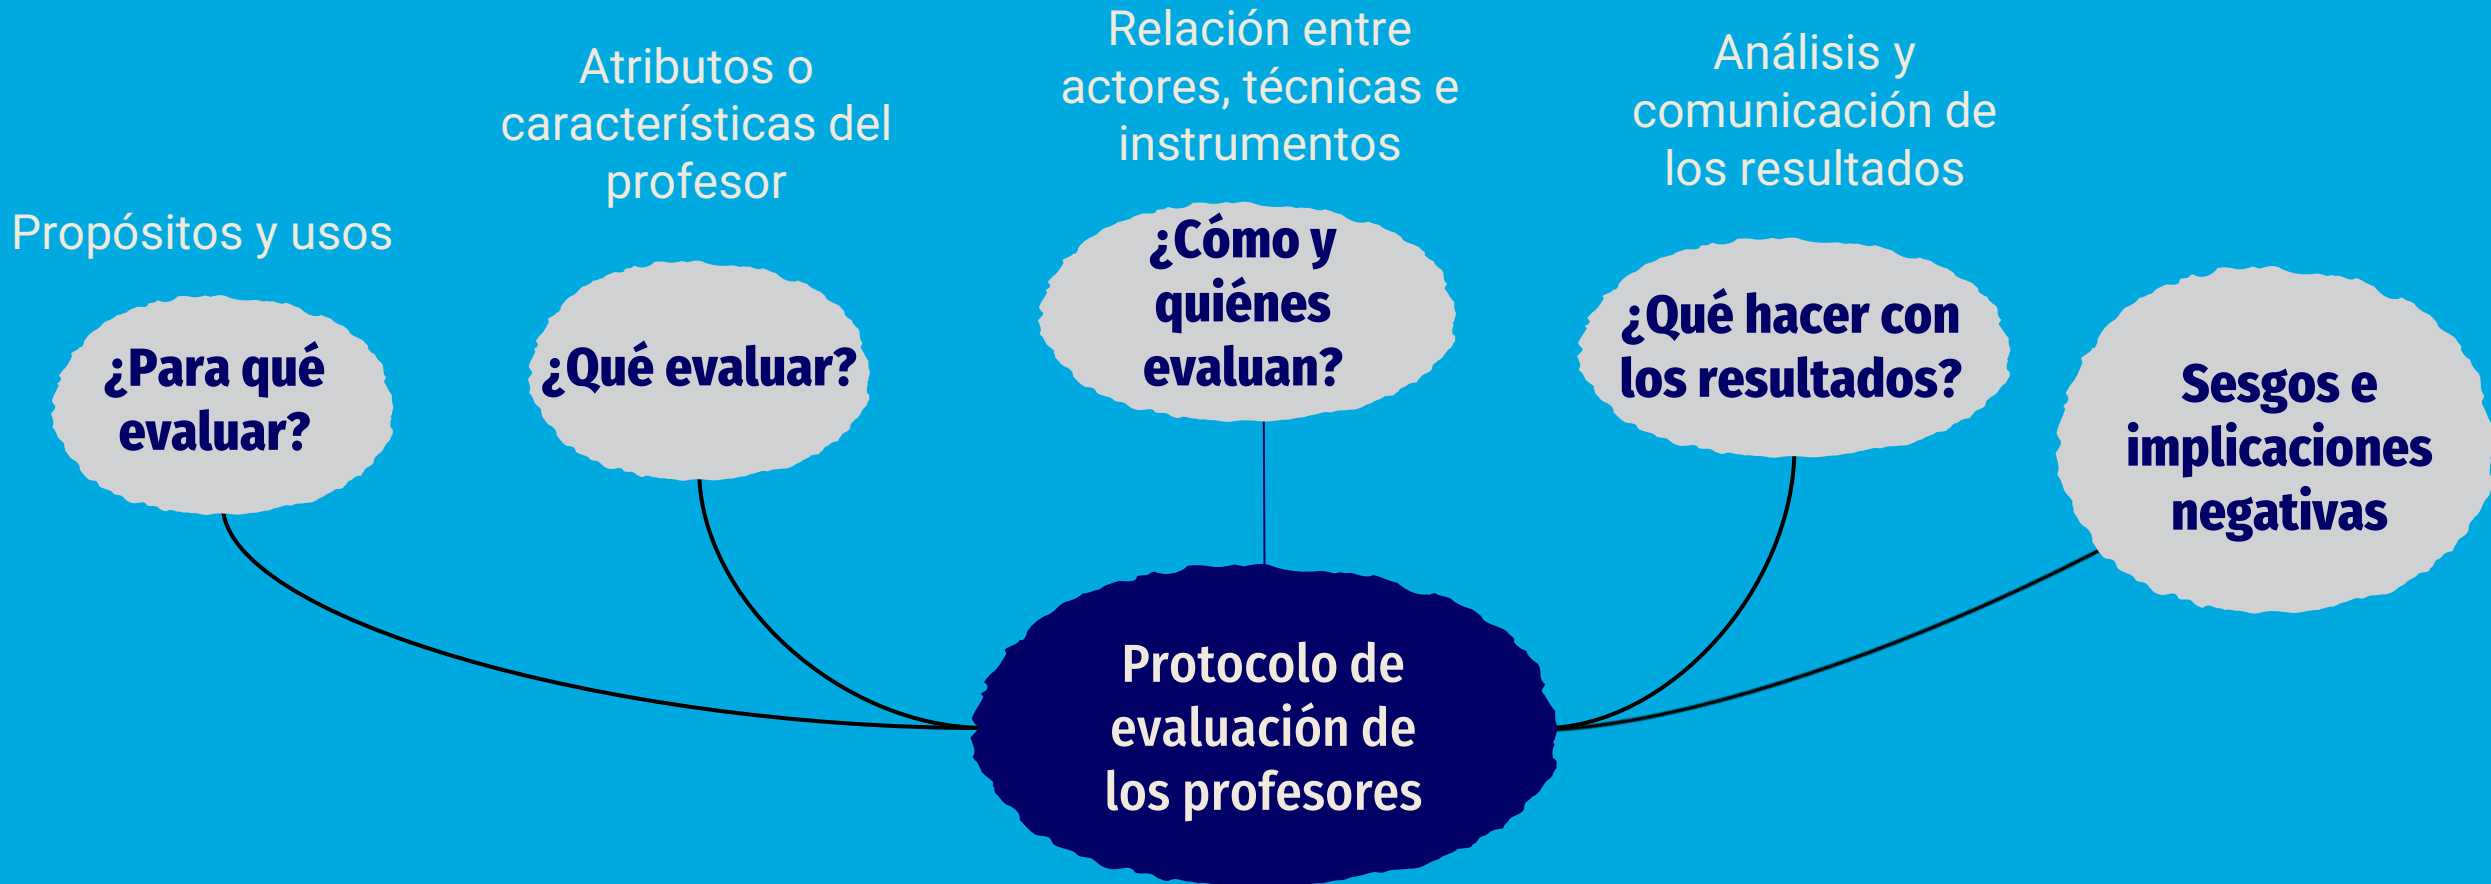 Propósitos y usos
¿Para qué
evaluar?
Atributos o
características del
profesor
¿Qué evaluar?
Relación entre
actores, técnicas e
instrumentos
¿Cómo y
quiénes
evaluan?
Análisis y
comunicación de
los resultados
¿Qué hacer con
los resultados?
Sesgos e
implicaciones
negativas
Protocolo de
evaluación de
los profesores